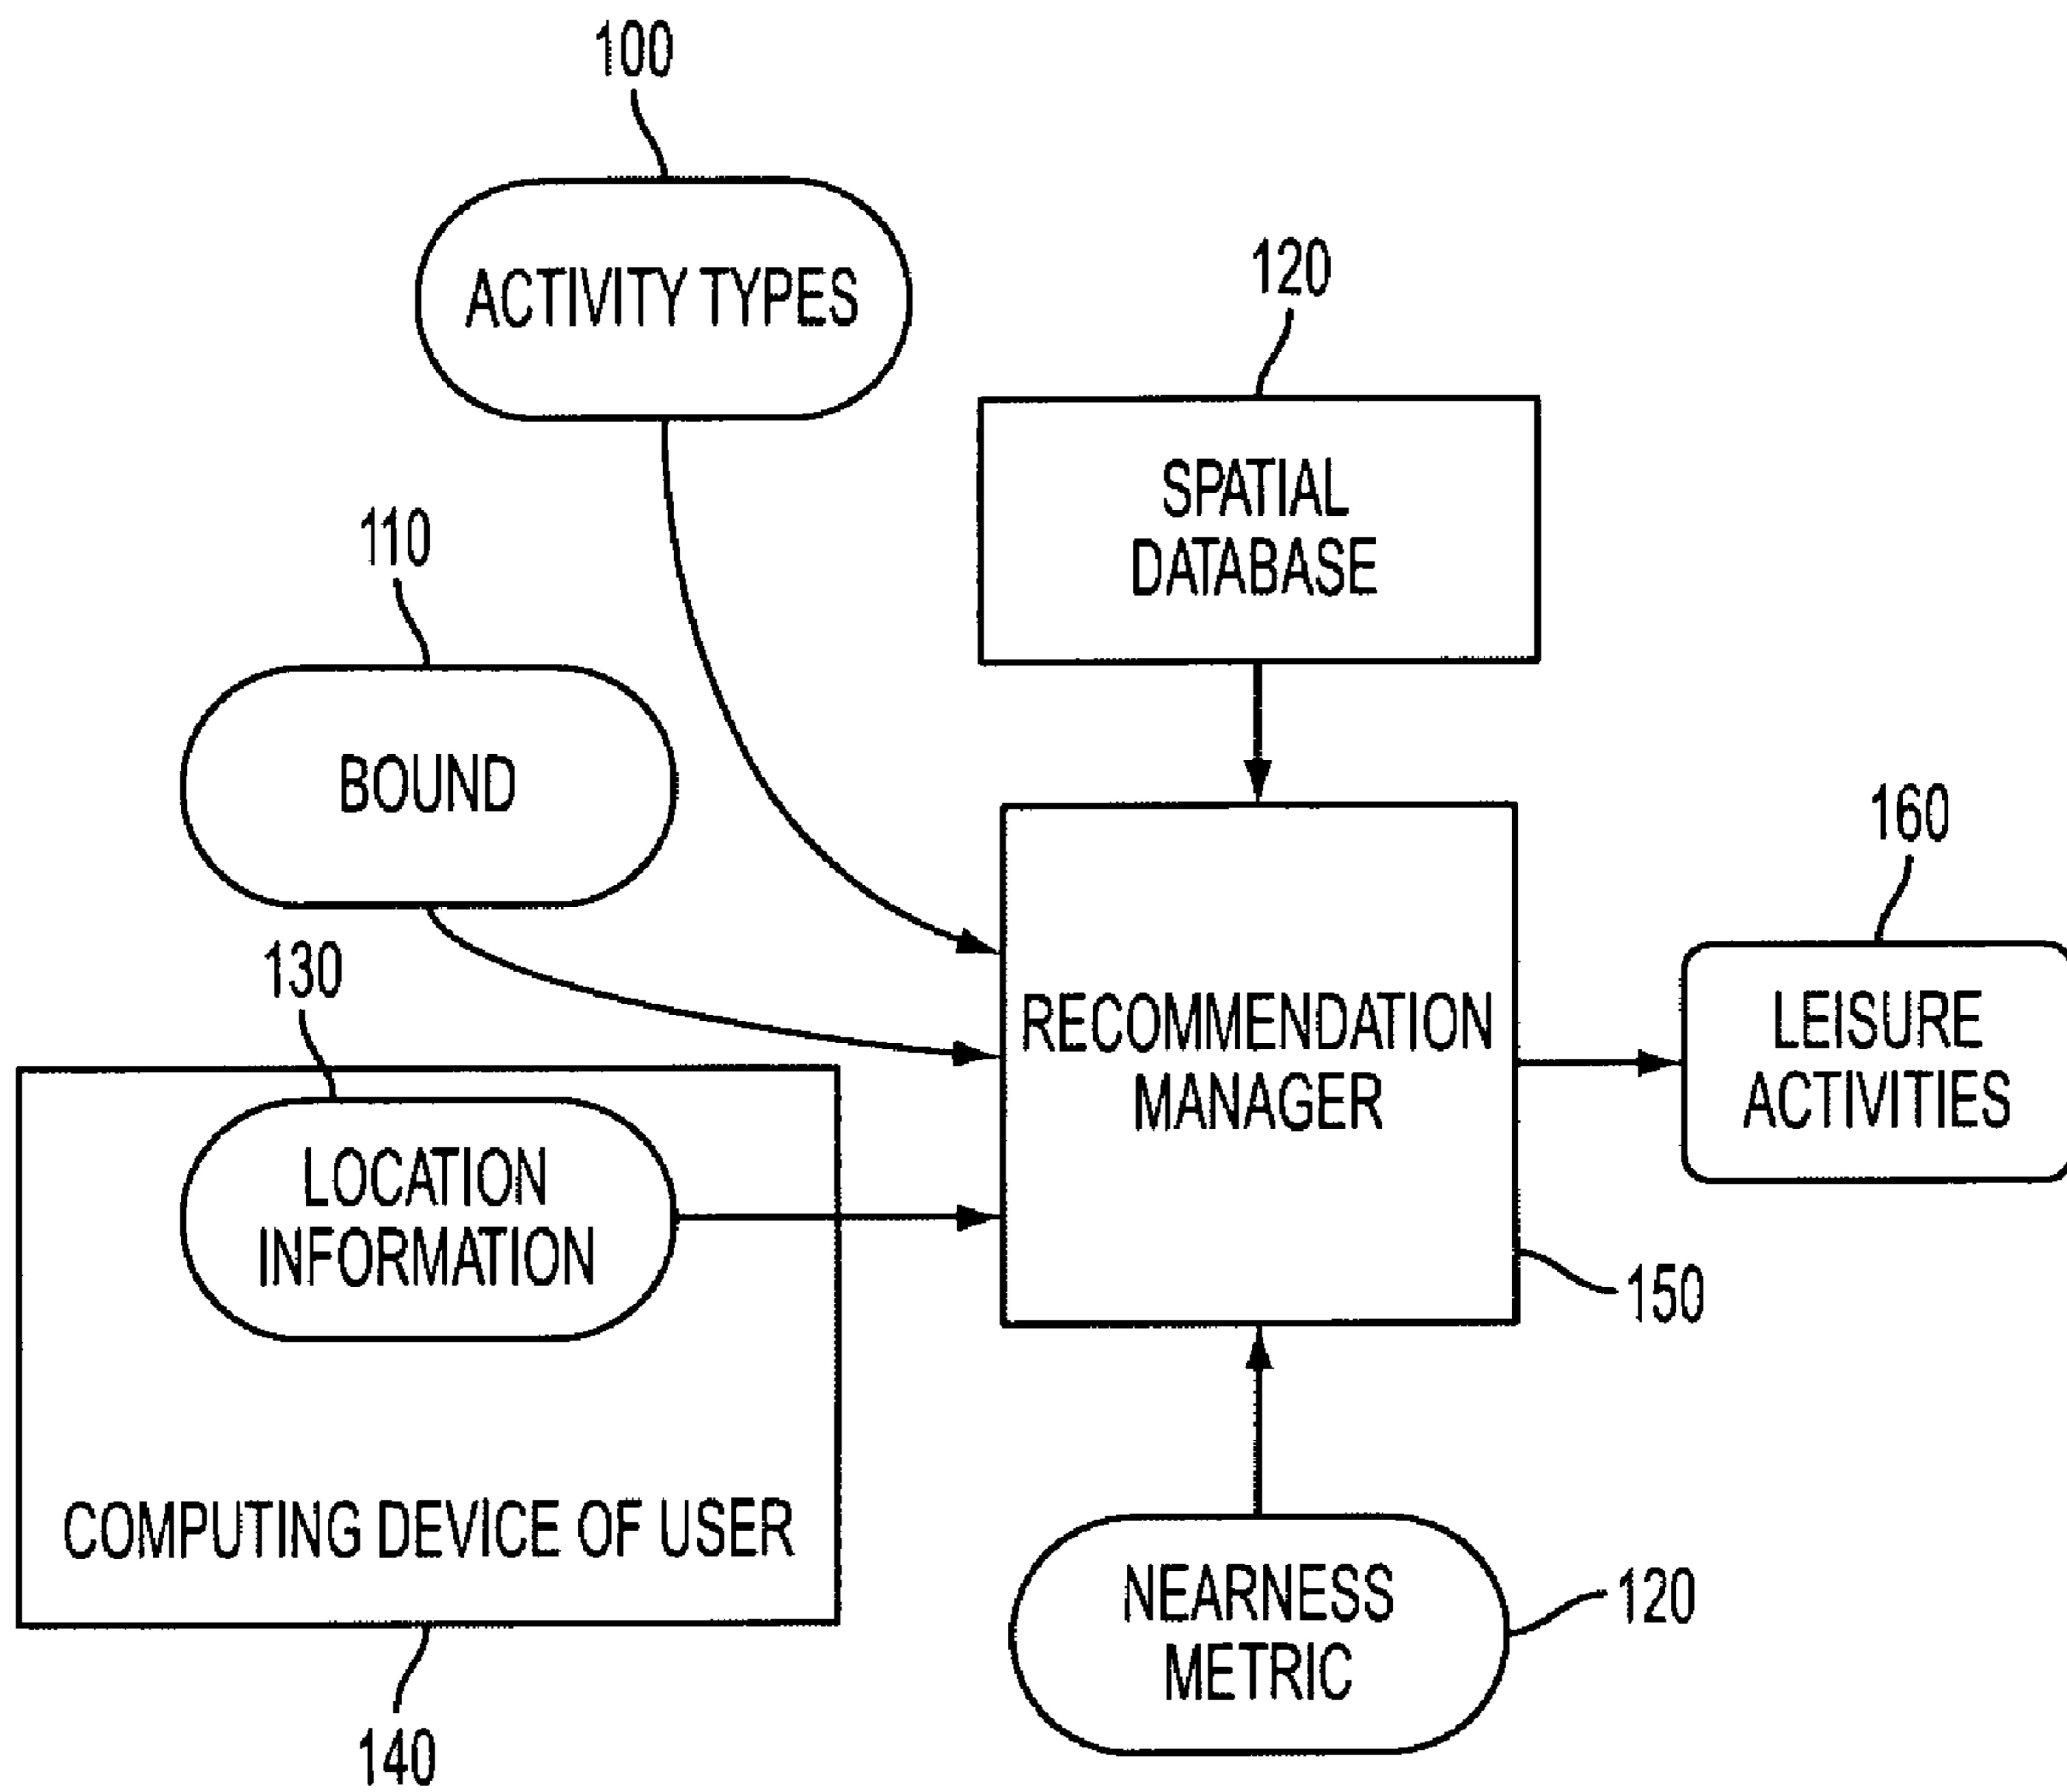 100
ACTIVITY TYPES
120
SPATIAL
DATABASE
110
BOUND
160
LEISURE
ACTIVITIES
130
LOCATION
INFORMATION
RECOMMENDATION
MANAGER
150
COMPUTING DEVICE OF USER
140
NEARNESS
METRIC
120